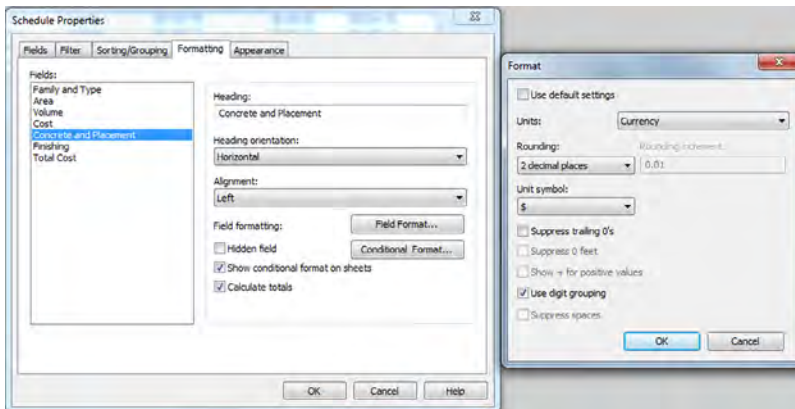 Schedule Properties
Fields Filter Sorting/Grouping Formatting Appearance
Fields:
Family and Type
Area
Volume
Cost
Concrete and Placement
Finishing
Total Cost
Heading:
Concrete and Placement
Heading orientation:
Horizontal
Alignment:
Left
Field formatting: Field Format...
Hidden field Conditional Format...
Show conditional format on sheets
Calculate totals
OK Cancel Help
Format
Use default settings
Units: Currency
Rounding: Rounding increment:
2 decimal places 0.01
Unit symbol:
$
Suppress trailing 0's
Suppress 0 feet
Show + for positive values
Use digit grouping
Suppress spaces
OK Cancel